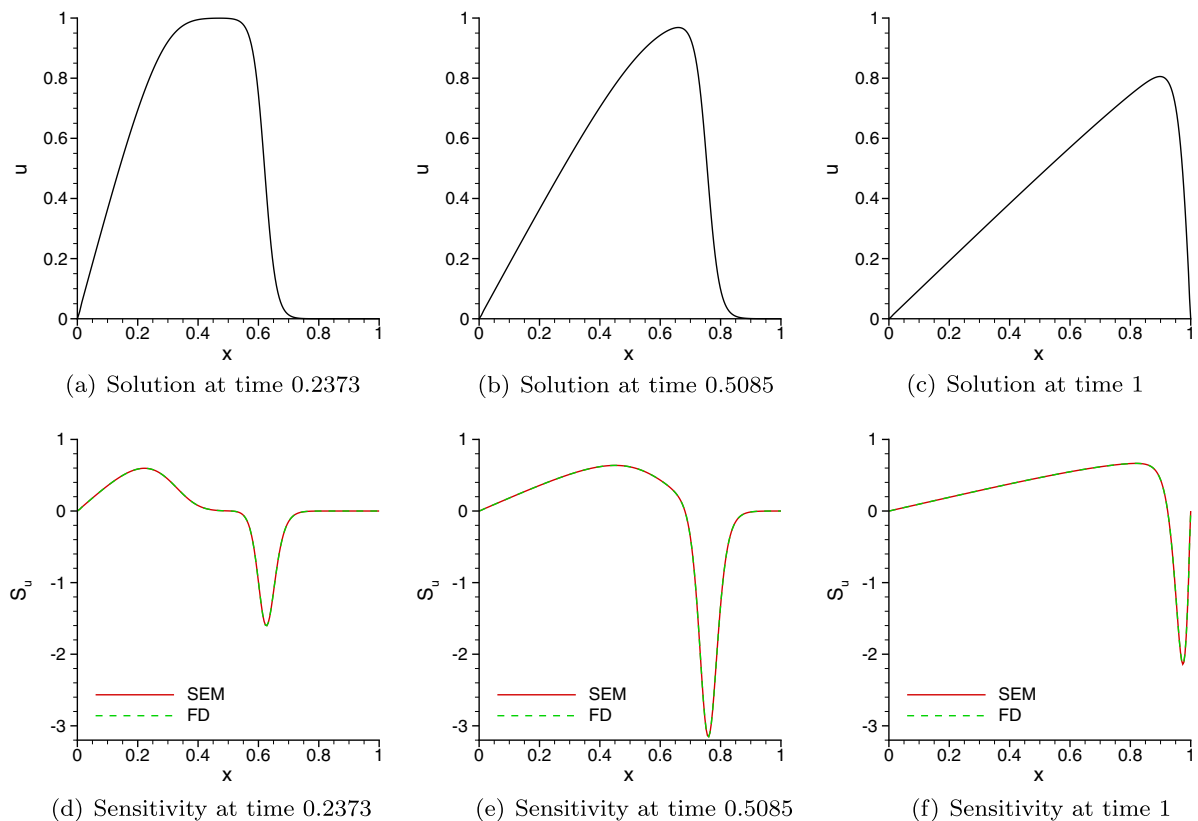 1
0.8
0.6
0.4
0.2
0
u
0 0.2 0.4 0.6 0.8 1
x
(a) Solution at time 0.2373
1
0.8
0.6
0.4
0.2
0
u
0 0.2 0.4 0.6 0.8 1
x
(b) Solution at time 0.5085
1
0.8
0.6
0.4
0.2
0
u
0 0.2 0.4 0.6 0.8 1
x
(c) Solution at time 1
1
0
-1
-2
-3
Su
SEM
FD
0 0.2 0.4 0.6 0.8 1
x
(d) Sensitivity at time 0.2373
1
0
-1
-2
-3
Su
SEM
FD
0 0.2 0.4 0.6 0.8 1
x
(e) Sensitivity at time 0.5085
1
0
-1
-2
-3
Su
SEM
FD
0 0.2 0.4 0.6 0.8 1
x
(f) Sensitivity at time 1